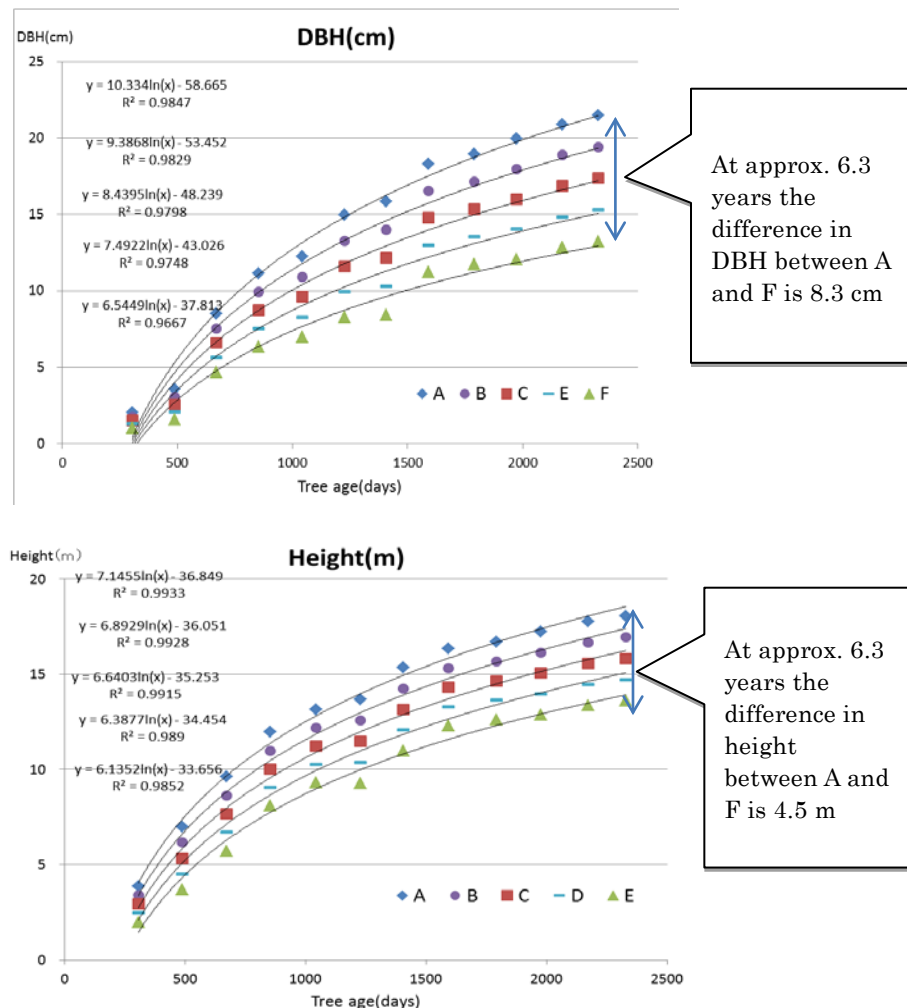 DBH(cm)
DBH(cm)
25
20
15
10
5
0
y = 10.334ln(x) - 58.665
R² = 0.9847
y = 9.3868ln(x) - 53.452
R² = 0.9829
y = 8.4395ln(x) - 48.239
R² = 0.9798
y = 7.4922ln(x) - 43.026
R² = 0.9748
y = 6.5449ln(x) - 37.813
R² = 0.9667
A B C E F
0 500 1000 1500 2000 2500
Tree age(days)
At approx. 6.3
years the
difference in
DBH between A
and F is 8.3 cm
Height(m)
Height(m)
20
15
10
5
0
y = 7.1455ln(x) - 36.849
R² = 0.9933
y = 6.8929ln(x) - 36.051
R² = 0.9928
y = 6.6403ln(x) - 35.253
R² = 0.9915
y = 6.3877ln(x) - 34.454
R² = 0.989
y = 6.1352ln(x) - 33.656
R² = 0.9852
A B C D E
0 500 1000 1500 2000 2500
Tree age(days)
At approx. 6.3
years the
difference in
height
between A and
F is 4.5 m